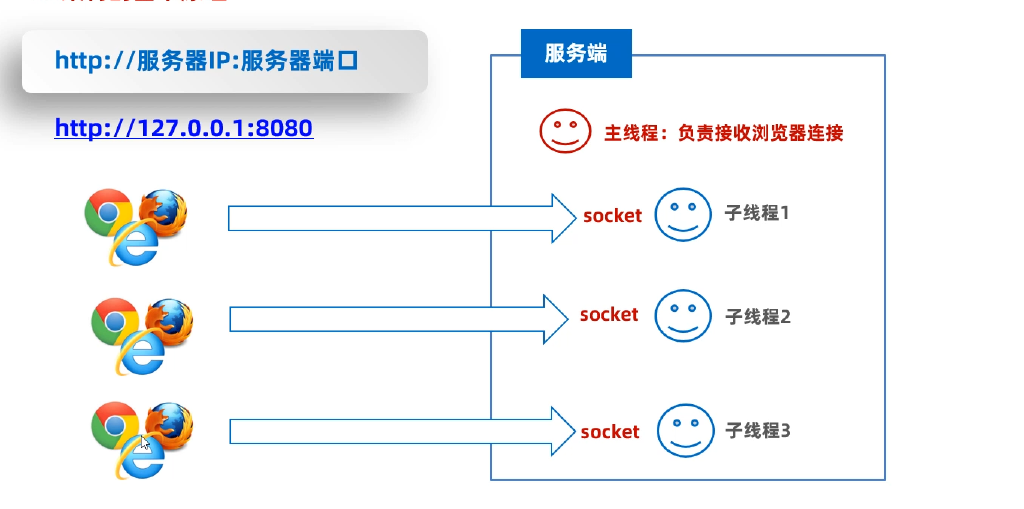 http://服务器IP:服务器端口
服务端
http://127.0.0.1:8080
主线程：负责接收浏览器连接
socket 子线程1
socket 子线程2
socket 子线程3